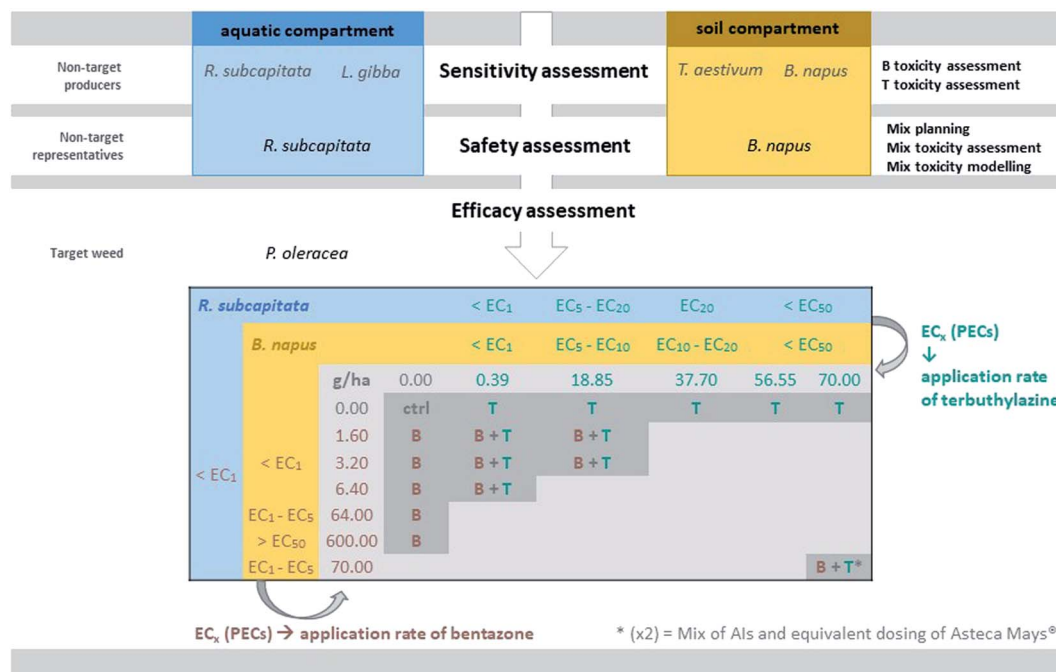 aquatic compartment
soil compartment
Non-target
producers
R. subcapitata L. gibba
Sensitivity assessment
T. aestivum B. napus
B toxicity assessment
T toxicity assessment
Non-target
representatives
R. subcapitata
Safety assessment
B. napus
Mix planning
Mix toxicity assessment
Mix toxicity modelling
Efficacy assessment
Target weed
P. oleracea
R. subcapitata < EC₁ EC₅ - EC₂₀ EC₂₀ < EC₅₀
B. napus < EC₁ EC₅ - EC₁₀ EC₁₀ - EC₂₀ < EC₅₀
g/ha 0.00 0.39 18.85 37.70 56.55 70.00
0.00 ctrl T T T T T
1.60 B B + T B + T
< EC₁ < EC₁ 3.20 B B + T B + T
6.40 B B + T
EC₁ - EC₅ 64.00 B
> EC₅₀ 600.00 B
EC₁ - EC₅ 70.00 B + T*
ECₓ (PECs)
↓
application rate
of terbuthylazine
ECₓ (PECs) → application rate of bentazone
* (x2) = Mix of AIs and equivalent dosing of Asteca Mays®